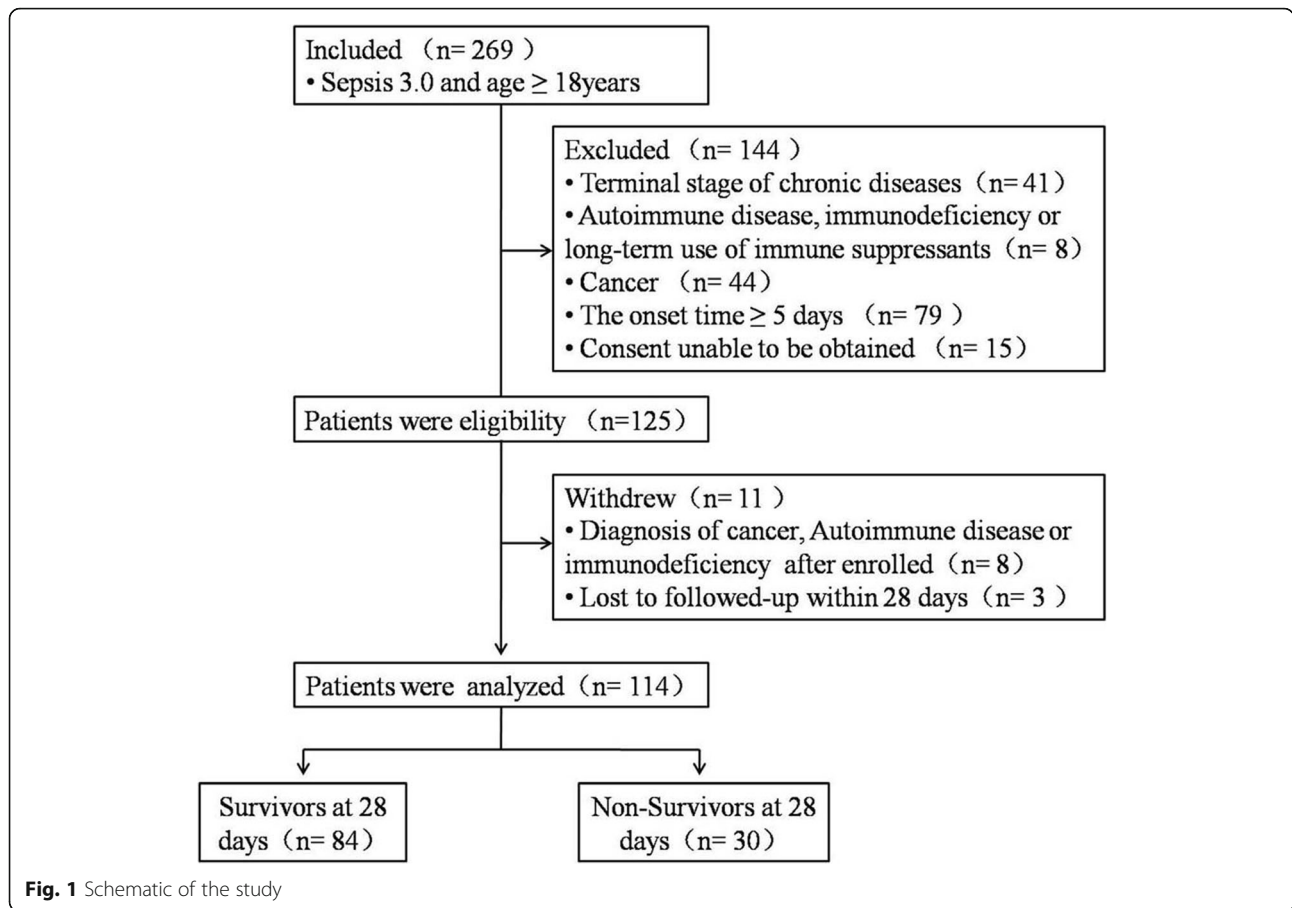 Included （n= 269 ）
• Sepsis 3.0 and age ≥ 18years
Excluded （n= 144 ）
• Terminal stage of chronic diseases （n= 41）
• Autoimmune disease, immunodeficiency or
long-term use of immune suppressants （n= 8）
• Cancer （n= 44）
• The onset time ≥ 5 days （n= 79 ）
• Consent unable to be obtained （n= 15）
Patients were eligibility （n=125）
Withdrew （n= 11 ）
• Diagnosis of cancer, Autoimmune disease or
immunodeficiency after enrolled （n= 8）
• Lost to followed-up within 28 days （n= 3 ）
Patients were analyzed （n= 114）
Survivors at 28
days （n= 84）
Non-Survivors at 28
days （n= 30）
Fig. 1 Schematic of the study